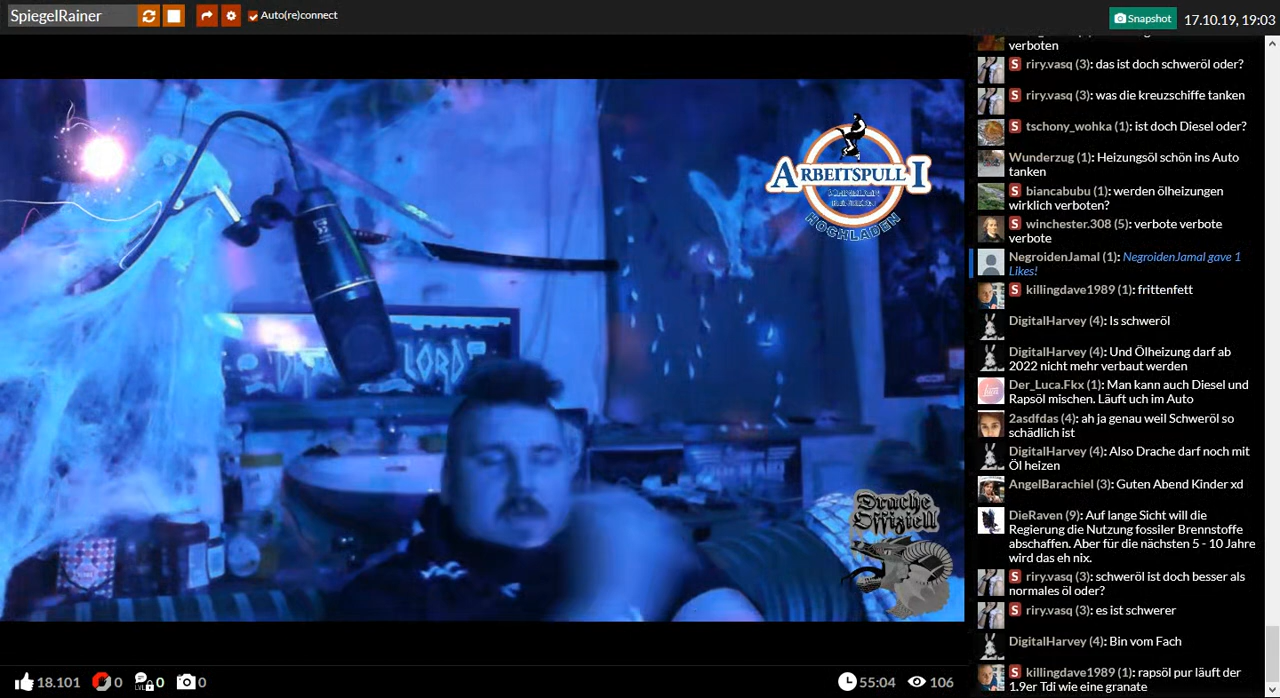 SpiegelRainer
Auto(re)connect
Snapshot
17.10.19, 19:03
verboten
S riry.vasq (3): das ist doch schweröl oder?
S riry.vasq (3): was die kreuzschiffe tanken
S tschony_wohka (1): ist doch Diesel oder?
Wunderzug (1): Heizungsöl schön ins Auto
tanken
S biancabubu (1): werden ölheizungen
wirklich verboten?
S winchester.308 (5): verbote verbote
verbote
NegroidenJamal (1): NegroidenJamal gave 1
Likes!
S killingdave1989 (1): frittenfett
DigitalHarvey (4): Is schweröl
DigitalHarvey (4): Und Ölheizung darf ab
2022 nicht mehr verbaut werden
Der_Luca.Fkx (1): Man kann auch Diesel und
Rapsöl mischen. Läuft uch im Auto
2asdfdas (4): ah ja genau weil Schweröl so
schädlich ist
DigitalHarvey (4): Also Drache darf noch mit
Öl heizen
AngelBarachiel (3): Guten Abend Kinder xd
DieRaven (9): Auf lange Sicht will die
Regierung die Nutzung fossiler Brennstoffe
abschaffen. Aber für die nächsten 5 - 10 Jahre
wird das eh nix.
S riry.vasq (3): schweröl ist doch besser als
normales öl oder?
S riry.vasq (3): es ist schwerer
DigitalHarvey (4): Bin vom Fach
S killingdave1989 (1): rapsöl pur läuft der
1.9er Tdi wie eine granate
ARBEITSPULLI
HOCHLADEN
LORD
Drache
Offiziell
18.101
0
LVL
0
0
55:04
106